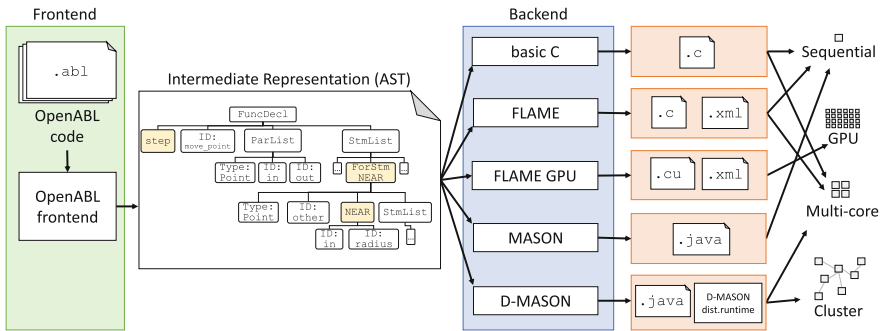 Frontend
.abl
OpenABL
code
OpenABL
frontend
Intermediate Representation (AST)
FuncDecl
step
ID:
move_point
ParList
StmList
Type:
Point
ID:
in
ID:
out
...
ForStm
NEAR
...
Type:
Point
ID:
other
NEAR
StmList
ID:
in
ID:
radius
...
Backend
basic C
FLAME
FLAME GPU
MASON
D-MASON
.c
.c
.xml
.cu
.xml
.java
.java
D-MASON
dist.runtime
Sequential
GPU
Multi-core
Cluster